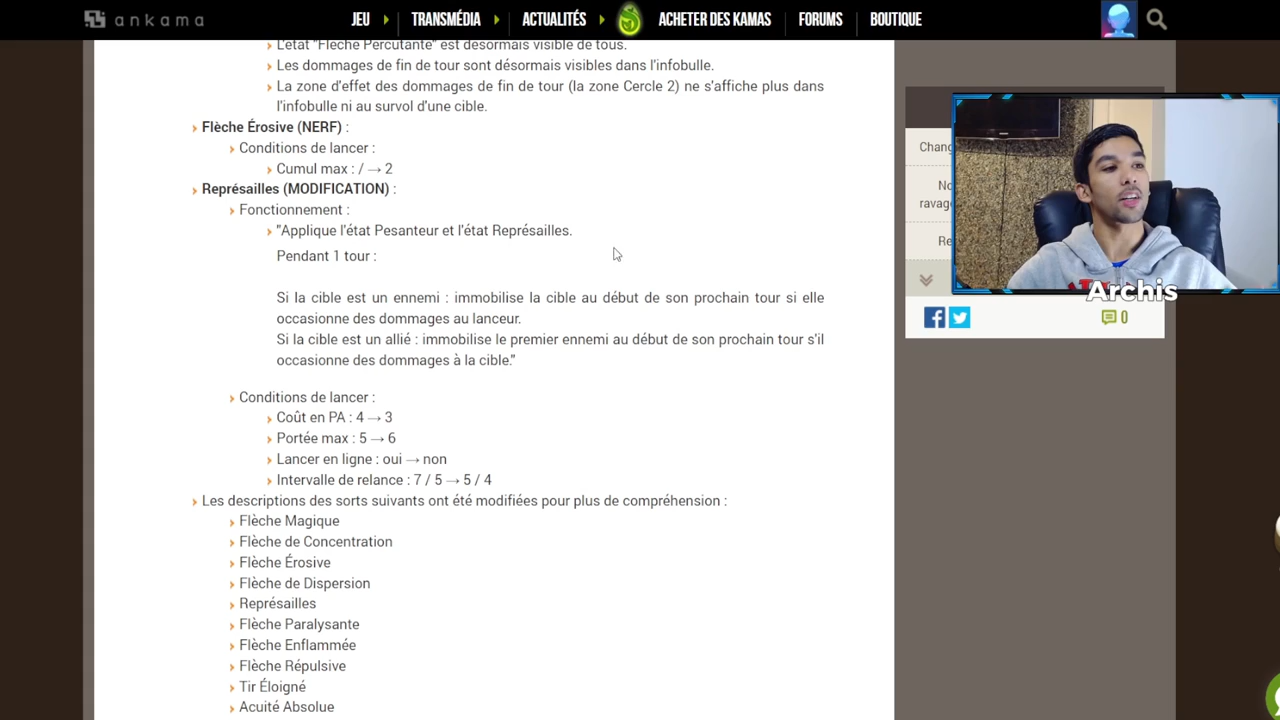 ankama
JEU
TRANSMÉDIA
ACTUALITÉS
ACHETER DES KAMAS
FORUMS
BOUTIQUE
L'état "Flèche Percutante" est désormais visible de tous.
Les dommages de fin de tour sont désormais visibles dans l'infobulle.
La zone d'effet des dommages de fin de tour (la zone Cercle 2) ne s'affiche plus dans
l'infobulle ni au survol d'une cible.
Flèche Érosive (NERF) :
Conditions de lancer :
Cumul max : / → 2
Représailles (MODIFICATION) :
Fonctionnement :
"Applique l'état Pesanteur et l'état Représailles.
Pendant 1 tour :
Si la cible est un ennemi : immobilise la cible au début de son prochain tour si elle
occasionne des dommages au lanceur.
Si la cible est un allié : immobilise le premier ennemi au début de son prochain tour s'il
occasionne des dommages à la cible."
Conditions de lancer :
Coût en PA : 4 → 3
Portée max : 5 → 6
Lancer en ligne : oui → non
Intervalle de relance : 7 / 5 → 5 / 4
Les descriptions des sorts suivants ont été modifiées pour plus de compréhension :
Flèche Magique
Flèche de Concentration
Flèche Érosive
Flèche de Dispersion
Représailles
Flèche Paralysante
Flèche Enflammée
Flèche Répulsive
Tir Éloigné
Acuité Absolue
Chang
No
ravag
Re
Archis
0